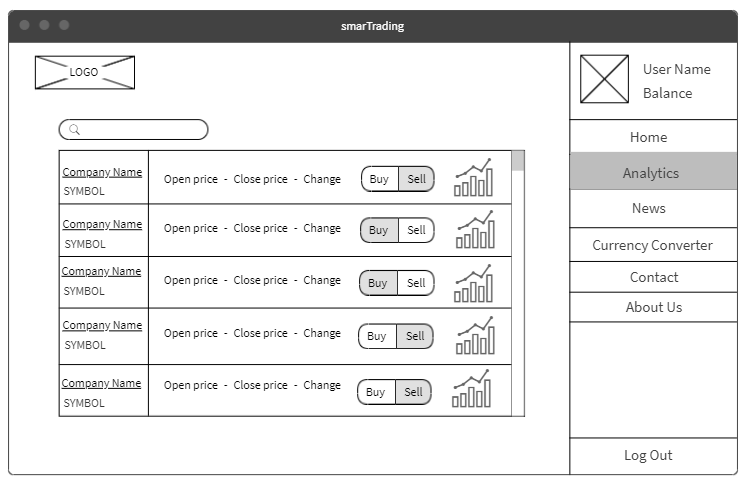 smarTrading
LOGO
User Name
Balance
Home
Analytics
News
Currency Converter
Contact
About Us
Log Out
Company Name
SYMBOL
Open price - Close price - Change
Buy Sell
Company Name
SYMBOL
Open price - Close price - Change
Buy Sell
Company Name
SYMBOL
Open price - Close price - Change
Buy Sell
Company Name
SYMBOL
Open price - Close price - Change
Buy Sell
Company Name
SYMBOL
Open price - Close price - Change
Buy Sell